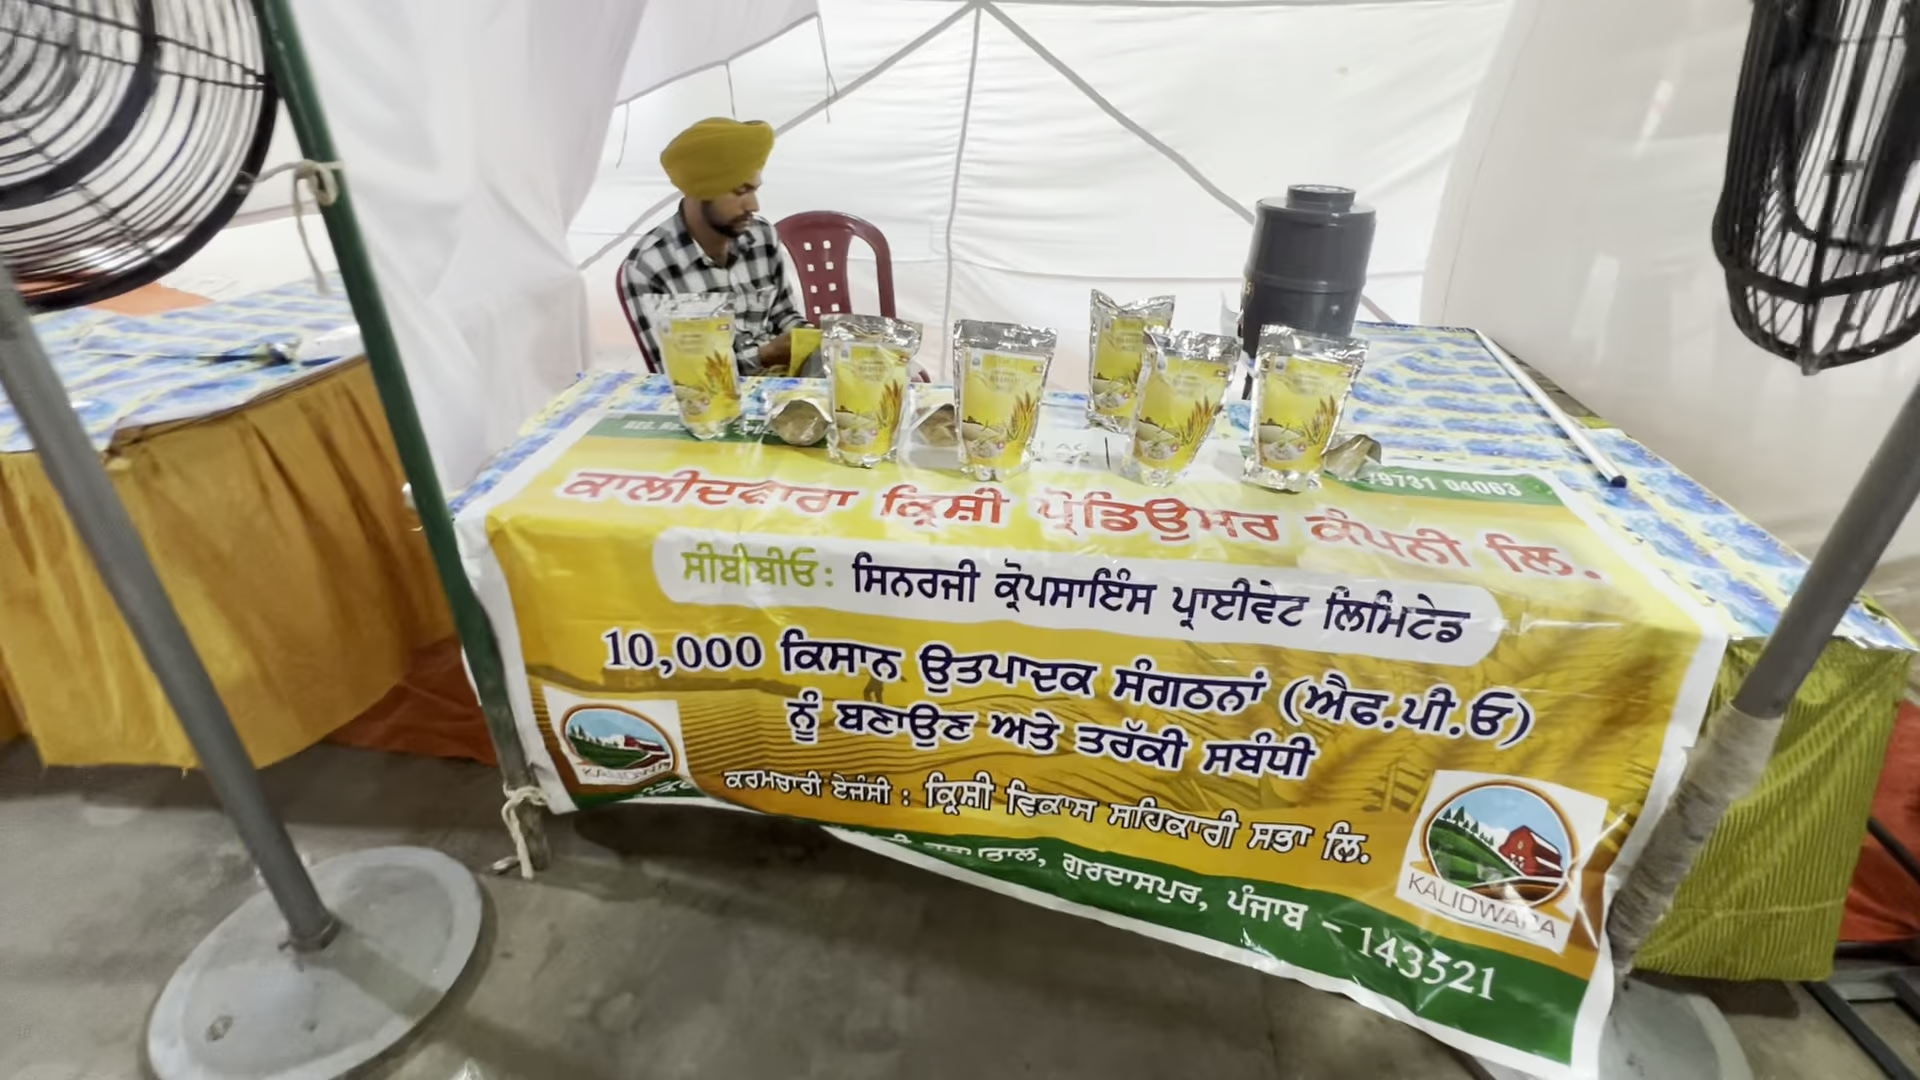 79731 04063
ਕਾਲੀਦਵਾਰਾ ਕ੍ਰਿਸ਼ੀ ਪ੍ਰੋਡਿਊਸਰ ਕੰਪਨੀ ਲਿ.
ਸੀਬੀਬੀਓ: ਸਿਨਰਜੀ ਕ੍ਰੋਪਸਾਇੰਸ ਪ੍ਰਾਈਵੇਟ ਲਿਮਿਟੇਡ
10,000 ਕਿਸਾਨ ਉਤਪਾਦਕ ਸੰਗਠਨਾਂ (ਐਫ.ਪੀ.ਓ)
ਨੂੰ ਬਣਾਉਣ ਅਤੇ ਤਰੱਕੀ ਸਬੰਧੀ
ਕਰਮਚਾਰੀ ਏਜੰਸੀ : ਕ੍ਰਿਸ਼ੀ ਵਿਕਾਸ ਸਹਿਕਾਰੀ ਸਭਾ ਲਿ.
ਗੁਰਦਾਸਪੁਰ, ਪੰਜਾਬ - 143521
KALIDWARA